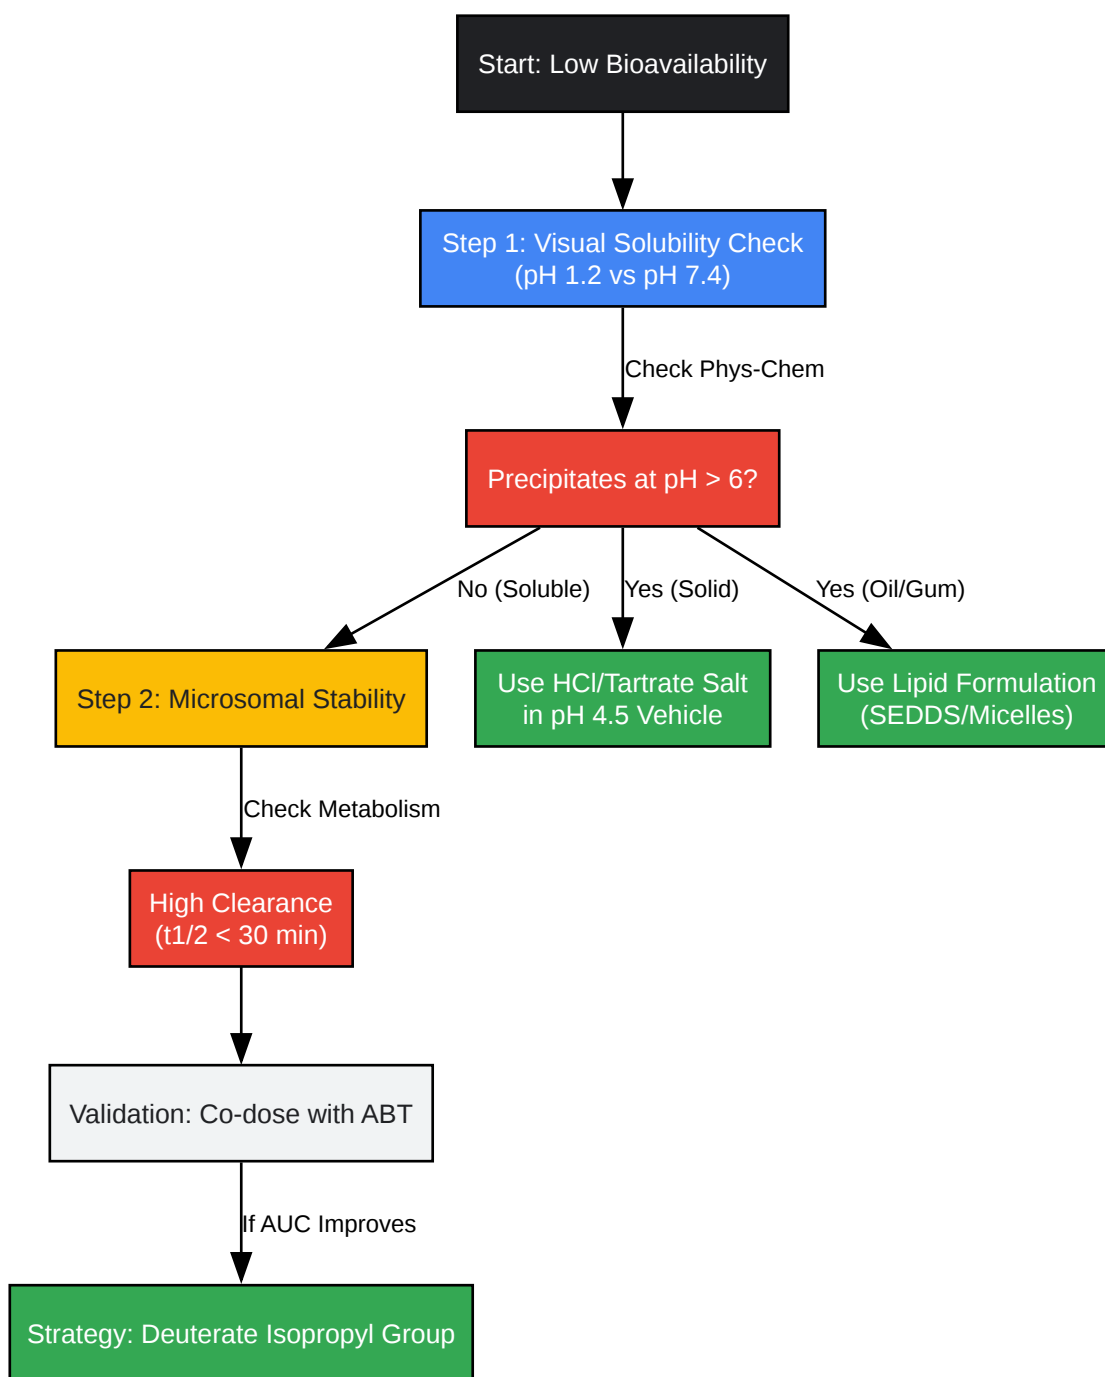 Start: Low Bioavailability
Step 1: Visual Solubility Check
(pH 1.2 vs pH 7.4)
Check Phys-Chem
Precipitates at pH > 6?
No (Soluble)
Yes (Solid)
Yes (Oil/Gum)
Step 2: Microsomal Stability
Use HCl/Tartrate Salt
in pH 4.5 Vehicle
Use Lipid Formulation
(SEDDS/Micelles)
Check Metabolism
High Clearance
(t1/2 < 30 min)
Validation: Co-dose with ABT
If AUC Improves
Strategy: Deuterate Isopropyl Group